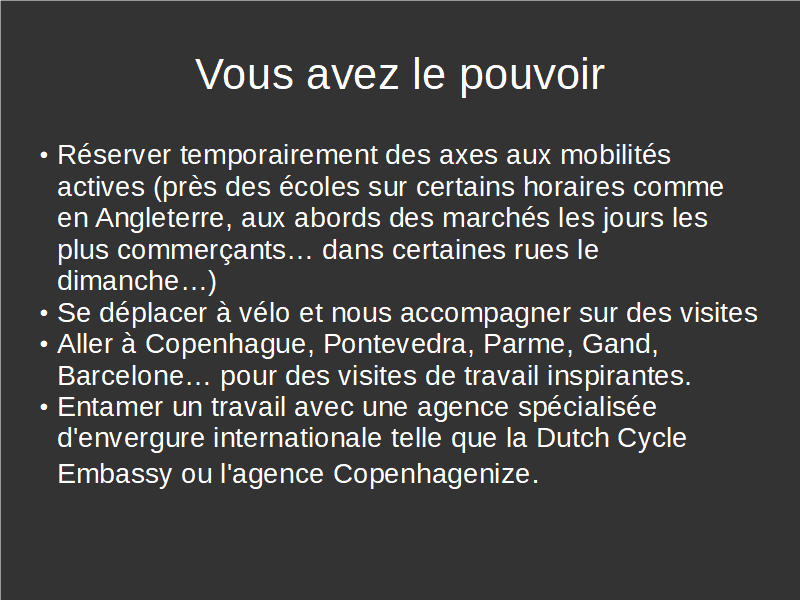 Vous avez le pouvoir
• Réserver temporairement des axes aux mobilités
actives (près des écoles sur certains horaires comme
en Angleterre, aux abords des marchés les jours les
plus commerçants… dans certaines rues le
dimanche…)
• Se déplacer à vélo et nous accompagner sur des visites
• Aller à Copenhague, Pontevedra, Parme, Gand,
Barcelone… pour des visites de travail inspirantes.
• Entamer un travail avec une agence spécialisée
d'envergure internationale telle que la Dutch Cycle
Embassy ou l'agence Copenhagenize.